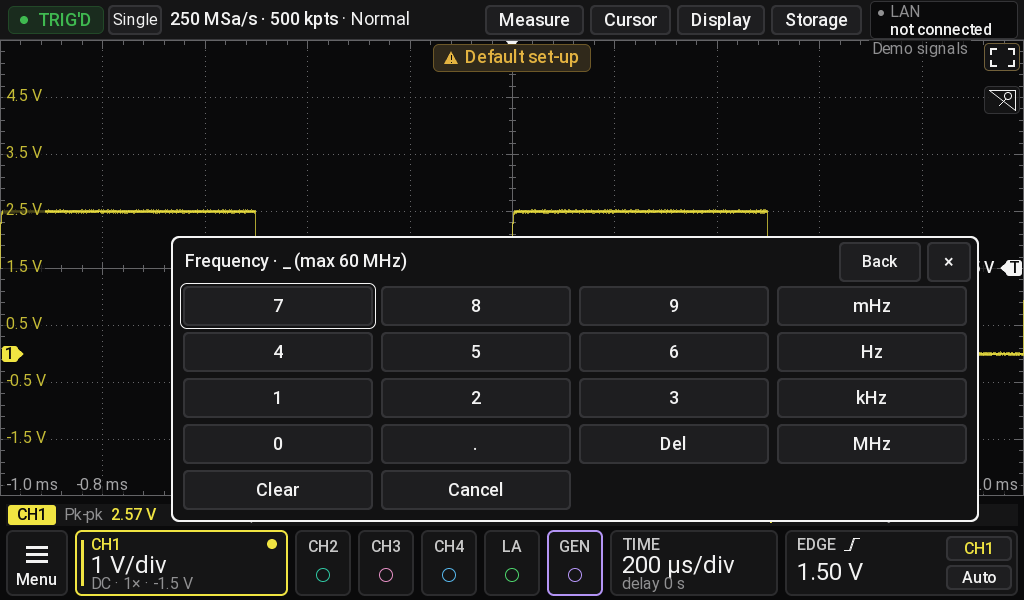 TRIG'D
Single
250 MSa/s · 500 kpts · Normal
Measure
Cursor
Display
Storage
LAN
not connected
Demo signals
Default set-up
4.5 V
3.5 V
2.5 V
1.5 V
0.5 V
-0.5 V
-1.5 V
1
V
T
Frequency · _ (max 60 MHz)
Back
×
7
8
9
mHz
4
5
6
Hz
1
2
3
kHz
0
.
Del
MHz
Clear
Cancel
-1.0 ms
-0.8 ms
.0 ms
CH1
Pk-pk
2.57 V
Menu
CH1
1 V/div
DC · 1× · -1.5 V
CH2
CH3
CH4
LA
GEN
TIME
200 µs/div
delay 0 s
EDGE
1.50 V
CH1
Auto